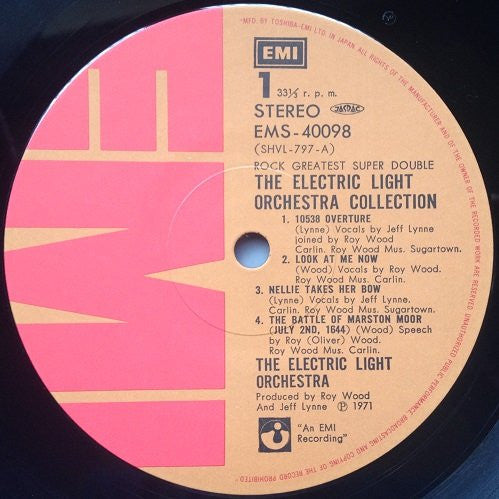 "MFD. BY TOSHIBA-EMI LTD. IN JAPAN. ALL RIGHTS OF THE MANUFACTURER AND OF THE OWNER OF THE RECORDED WORK ARE RESERVED. UNAUTHORIZED PUBLIC PERFORMANCE, BROADCASTING AND COPYING OF THE RECORD PROHIBITED"
EMI
EMI
1 33⅓ r. p. m.
STEREO JASRAC
EMS-40098
(SHVL-797-A)
ROCK GREATEST SUPER DOUBLE
THE ELECTRIC LIGHT
ORCHESTRA COLLECTION
1. 10538 OVERTURE
(Lynne) Vocals by Jeff Lynne
joined by Roy Wood
Carlin. Roy Wood Mus. Sugartown.
2. LOOK AT ME NOW
(Wood) Vocals by Roy Wood.
Roy Wood Mus. Carlin.
3. NELLIE TAKES HER BOW
(Lynne) Vocals by Jeff Lynne.
Carlin. Roy Wood Mus. Sugartown.
4. THE BATTLE OF MARSTON MOOR
(JULY 2ND, 1644) (Wood) Speech
by Roy (Oliver) Wood.
Roy Wood Mus. Carlin.
THE ELECTRIC LIGHT
ORCHESTRA
Produced by Roy Wood
And Jeff Lynne ℗ 1971
"An EMI
Recording"